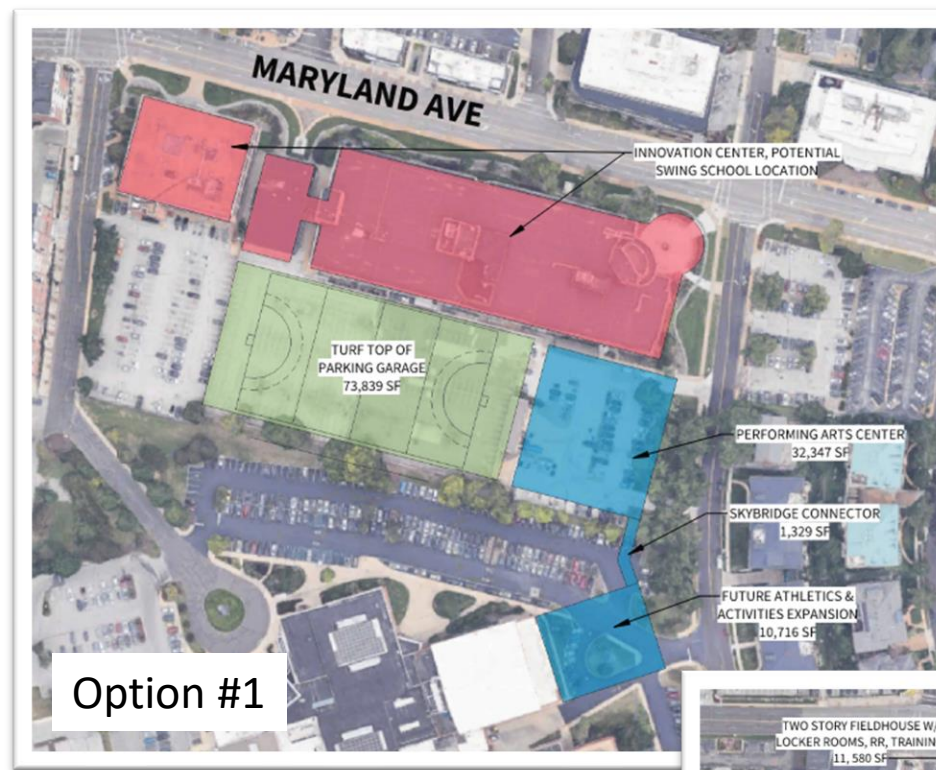 MARYLAND AVE
INNOVATION CENTER, POTENTIAL
SWING SCHOOL LOCATION
TURF TOP OF
PARKING GARAGE
73,839 SF
PERFORMING ARTS CENTER
32,347 SF
SKYBRIDGE CONNECTOR
1,329 SF
FUTURE ATHLETICS &
ACTIVITIES EXPANSION
10,716 SF
Option #1
TWO STORY FIELDHOUSE W/
LOCKER ROOMS, RR, TRAININ
11, 580 SF